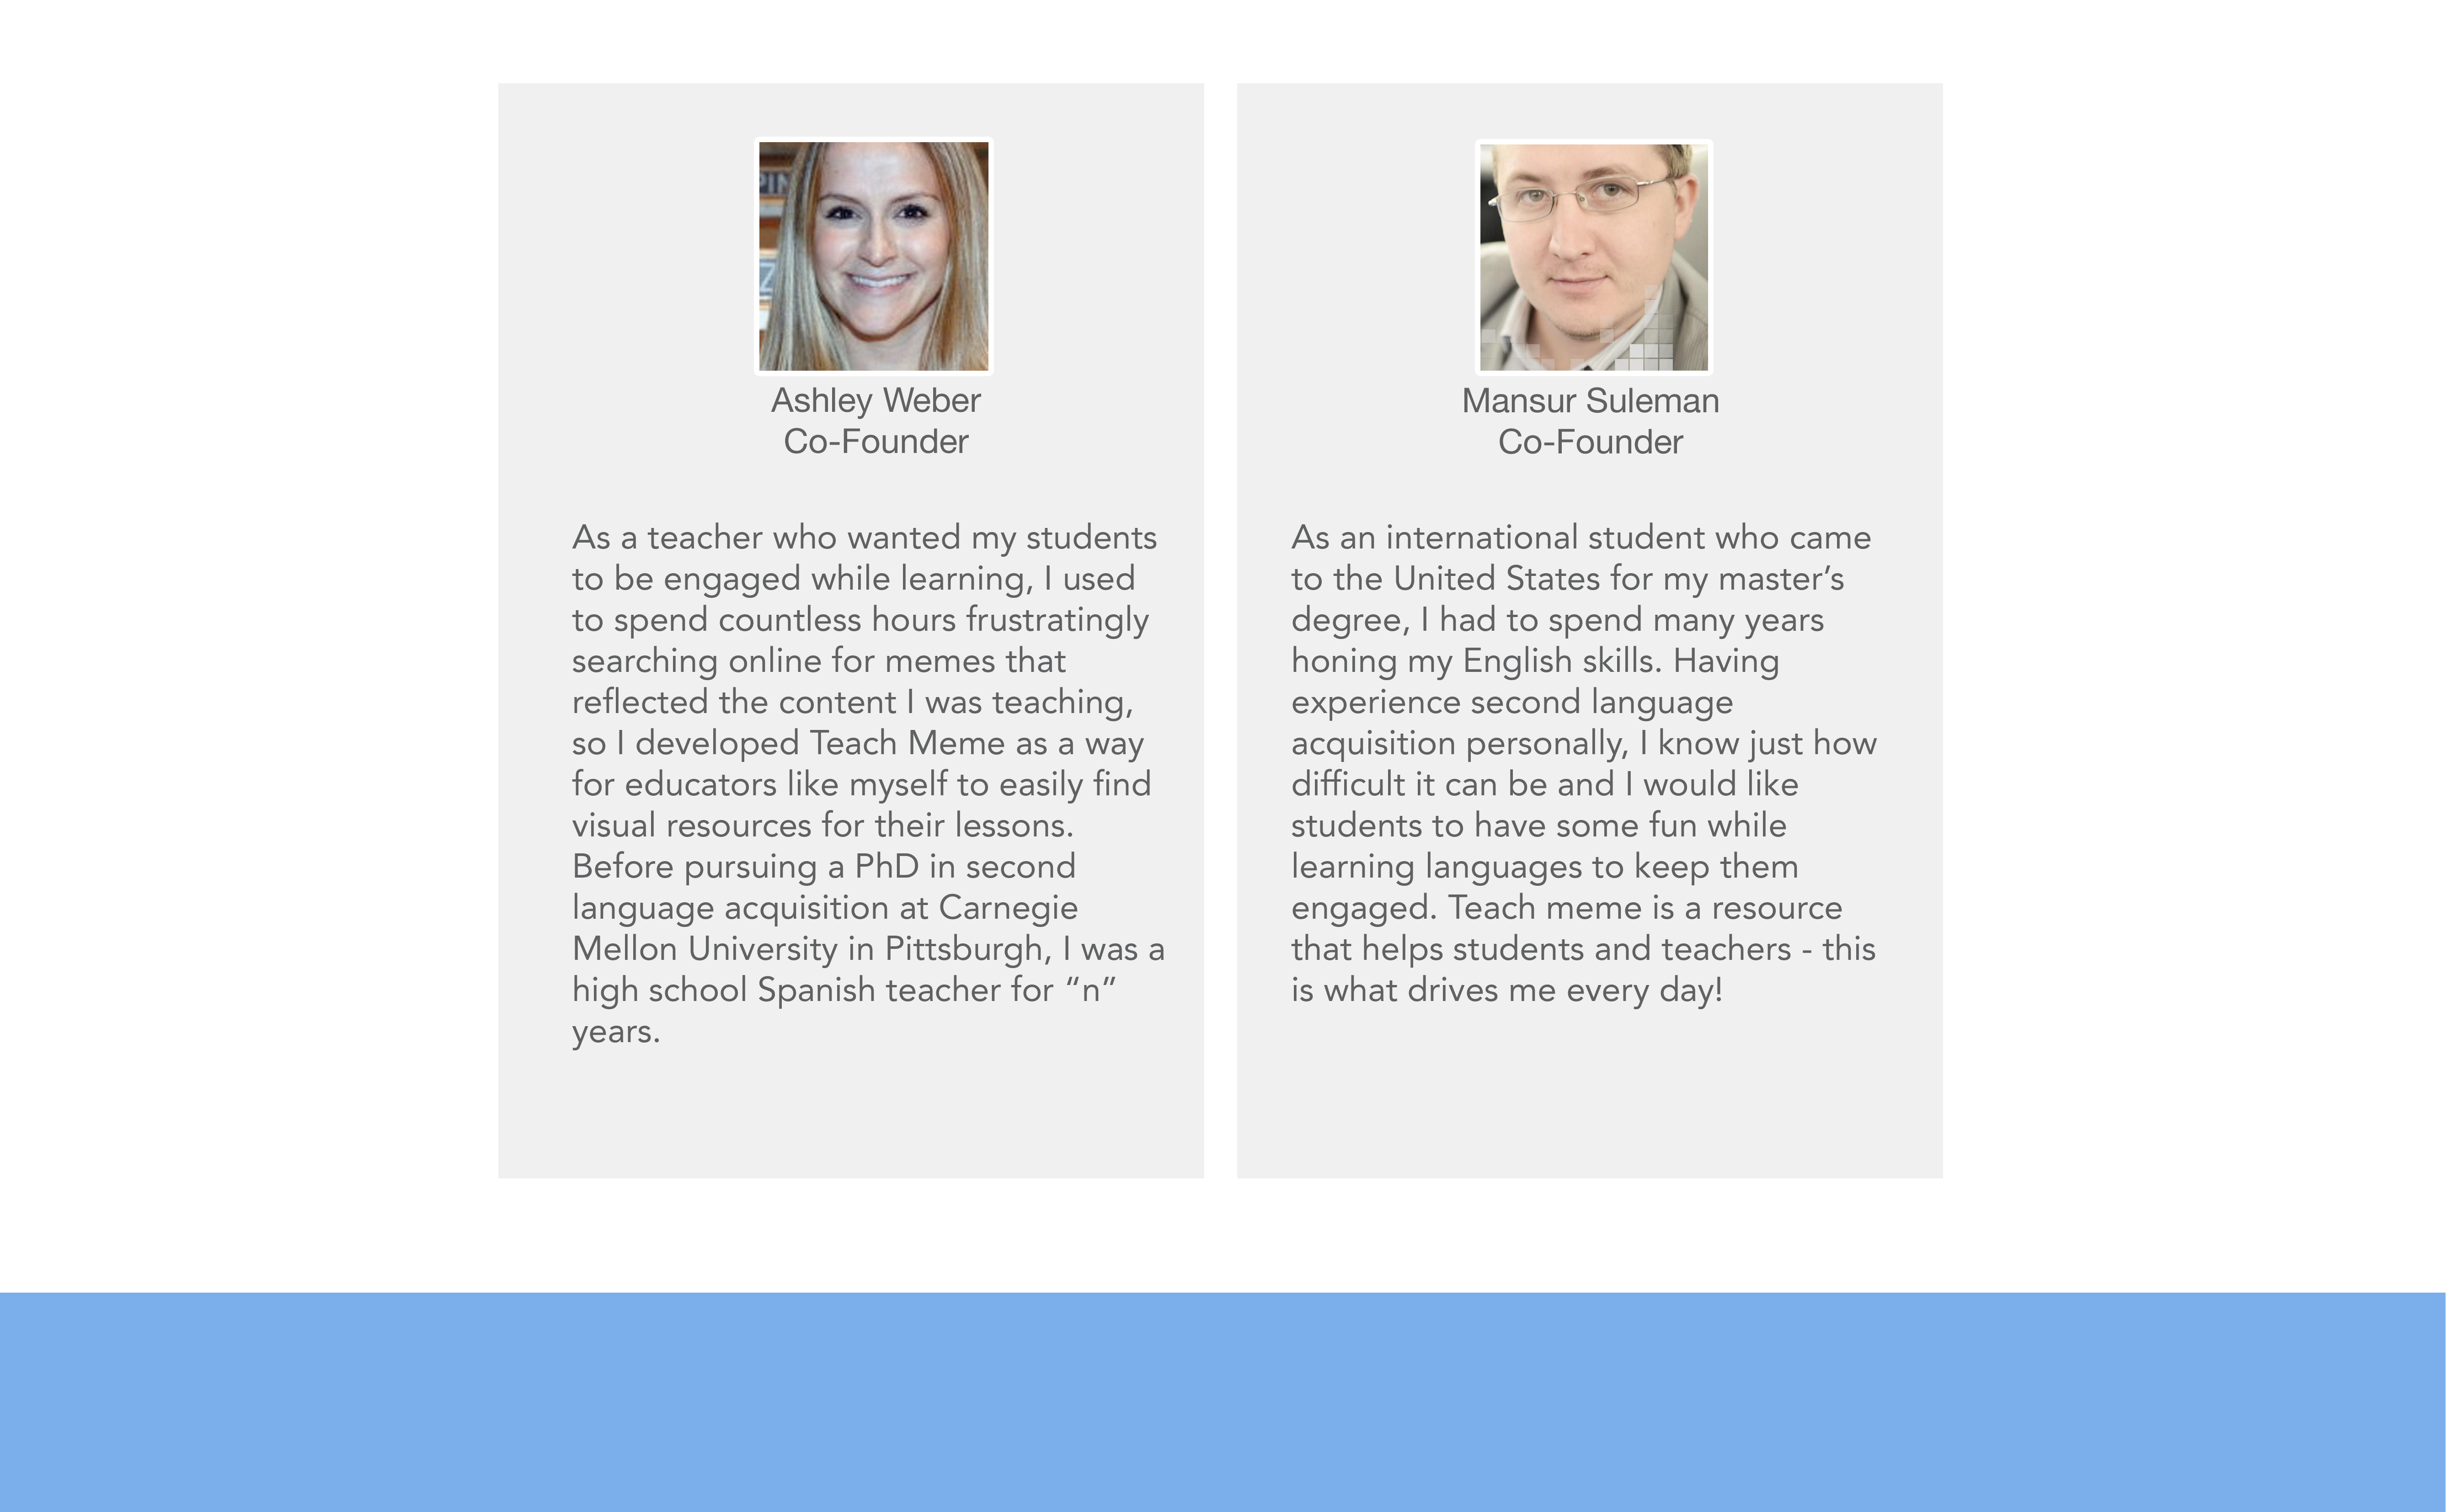 Ashley Weber
Co-Founder
As a teacher who wanted my students
to be engaged while learning, I used
to spend countless hours frustratingly
searching online for memes that
reflected the content I was teaching,
so I developed Teach Meme as a way
for educators like myself to easily find
visual resources for their lessons.
Before pursuing a PhD in second
language acquisition at Carnegie
Mellon University in Pittsburgh, I was a
high school Spanish teacher for “n”
years.
Mansur Suleman
Co-Founder
As an international student who came
to the United States for my master’s
degree, I had to spend many years
honing my English skills. Having
experience second language
acquisition personally, I know just how
difficult it can be and I would like
students to have some fun while
learning languages to keep them
engaged. Teach meme is a resource
that helps students and teachers - this
is what drives me every day!